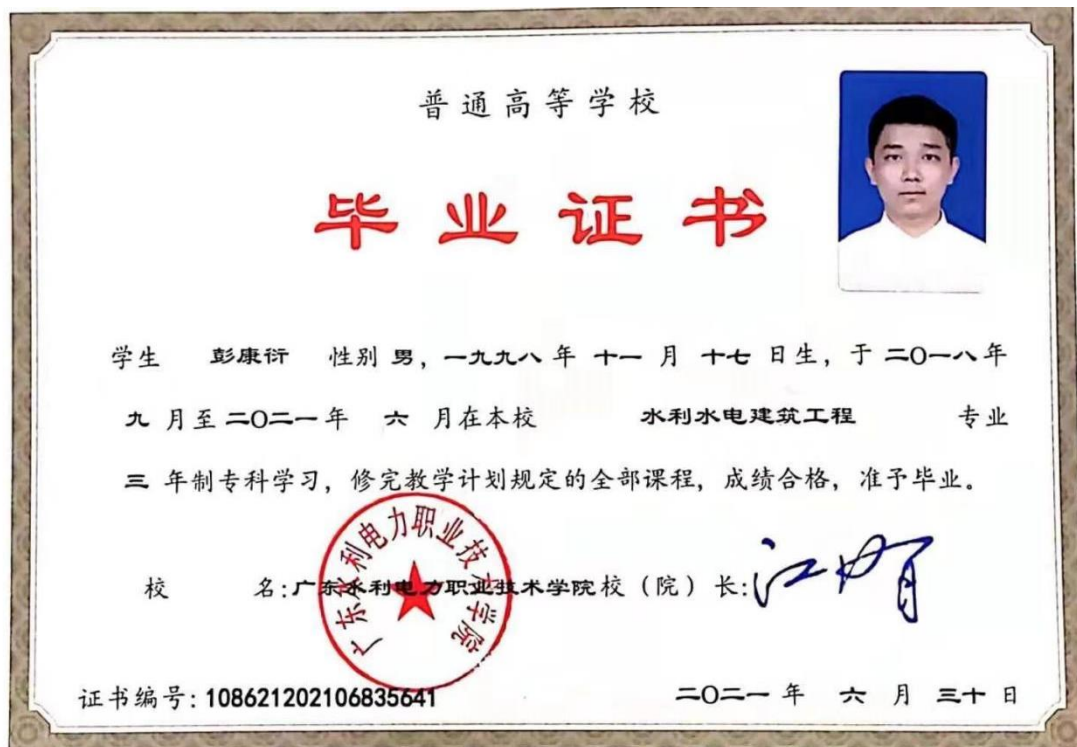 普通高等学校
毕业证书
学生 彭康衍 性别 男，一九九八 年 十一 月 十七 日生，于 二〇一八 年
九 月至 二〇二一 年 六 月在本校 水利水电建筑工程 专业
三 年制专科学习，修完教学计划规定的全部课程，成绩合格，准予毕业。
广东水利电力职业技术学院
校 名：广东水利电力职业技术学院 校（院）长：
证书编号：108621202106835641 二〇二一 年 六 月 三十 日